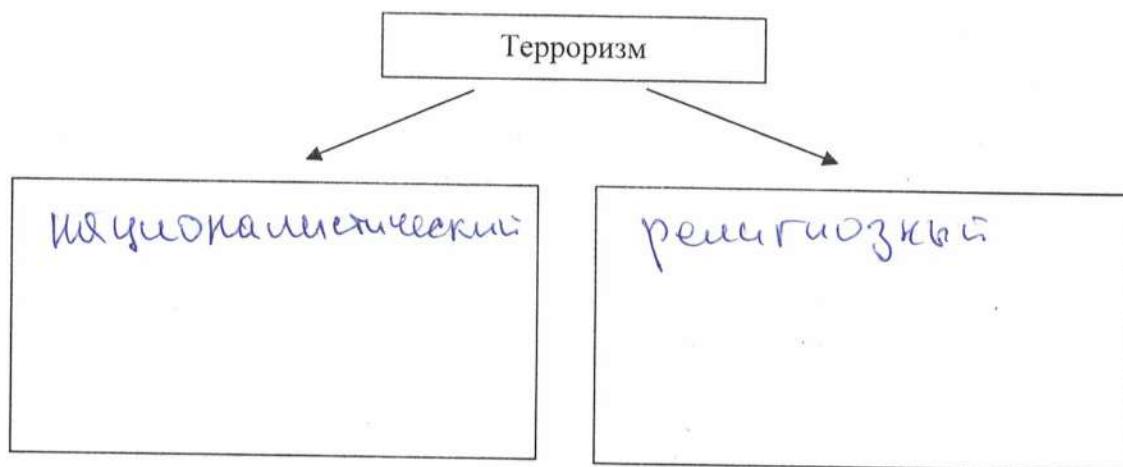 Терроризм
националистический
религиозный